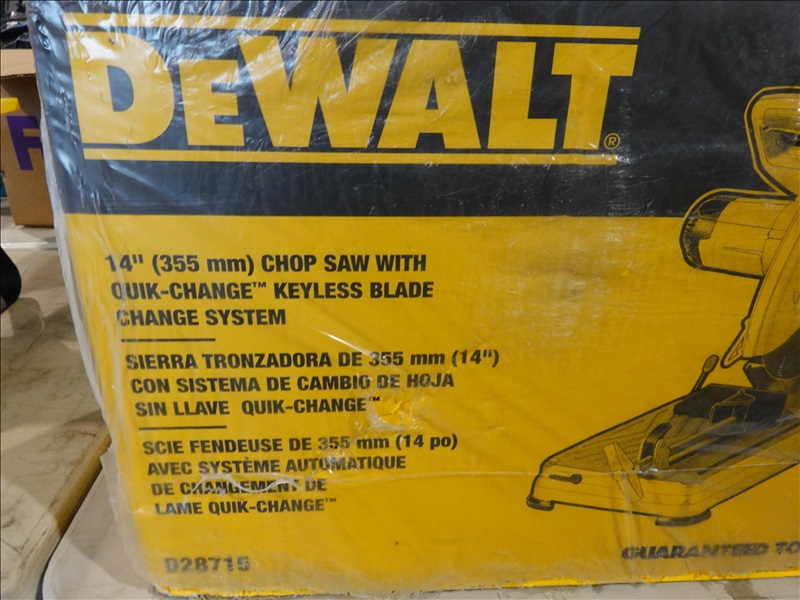 DEWALT®
14" (355 mm) CHOP SAW WITH
QUIK-CHANGE™ KEYLESS BLADE
CHANGE SYSTEM
SIERRA TRONZADORA DE 355 mm (14")
CON SISTEMA DE CAMBIO DE HOJA
SIN LLAVE QUIK-CHANGE™
SCIE FENDEUSE DE 355 mm (14 po)
AVEC SYSTÈME AUTOMATIQUE
DE CHANGEMENT DE
LAME QUIK-CHANGE™
D28715
GUARANTEED TO
F